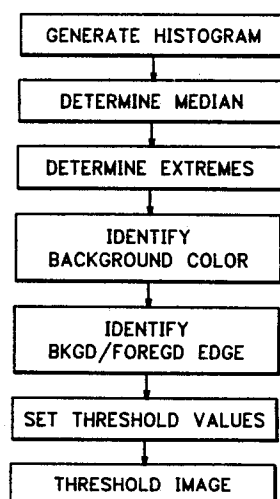 GENERATE HISTOGRAM
DETERMINE MEDIAN
DETERMINE EXTREMES
IDENTIFY
BACKGROUND COLOR
IDENTIFY
BKGD/FOREGD EDGE
SET THRESHOLD VALUES
THRESHOLD IMAGE